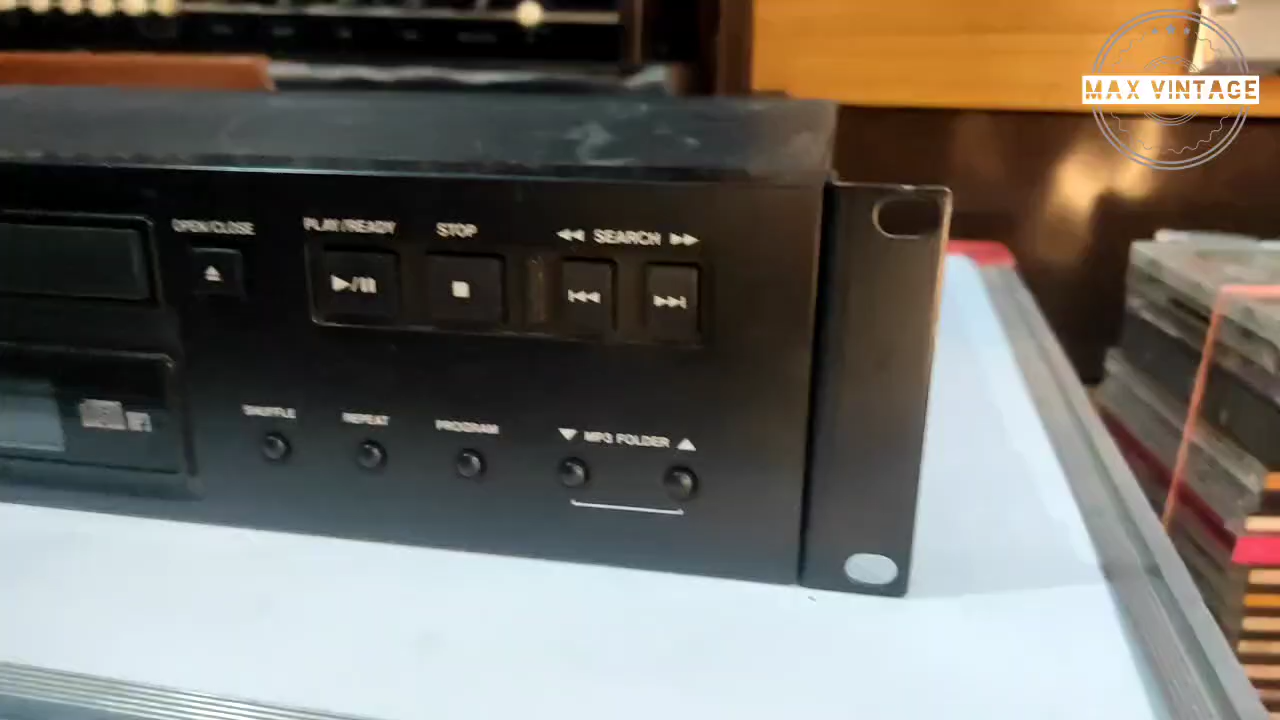 MAX VINTAGE
OPEN/CLOSE
PLAY/READY
STOP
SEARCH
SHUFFLE
REPEAT
PROGRAM
MP3 FOLDER